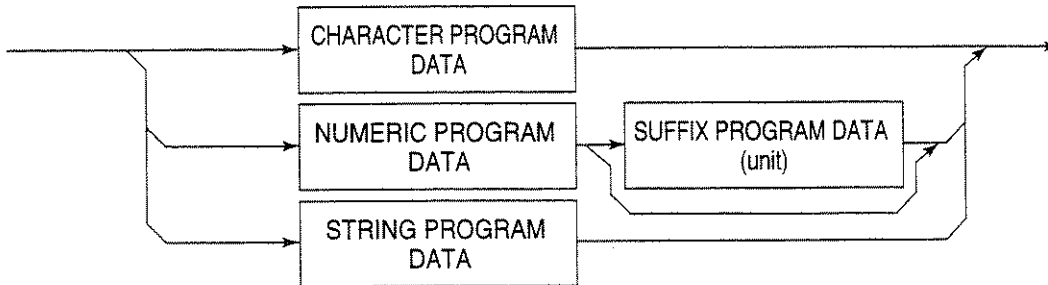 CHARACTER PROGRAM
DATA
NUMERIC PROGRAM
DATA
SUFFIX PROGRAM DATA
(unit)
STRING PROGRAM
DATA